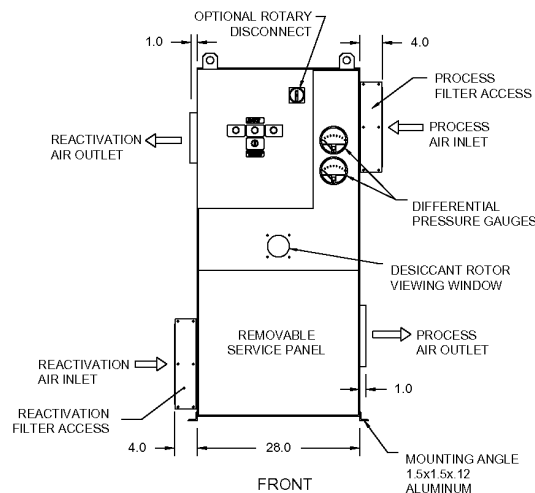 OPTIONAL ROTARY
DISCONNECT
1.0
4.0
PROCESS
FILTER ACCESS
REACTIVATION
AIR OUTLET
PROCESS
AIR INLET
DIFFERENTIAL
PRESSURE GAUGES
DESICCANT ROTOR
VIEWING WINDOW
REMOVABLE
SERVICE PANEL
PROCESS
AIR OUTLET
REACTIVATION
AIR INLET
1.0
REACTIVATION
FILTER ACCESS
4.0
28.0
MOUNTING ANGLE
1.5x1.5x.12
ALUMINUM
FRONT